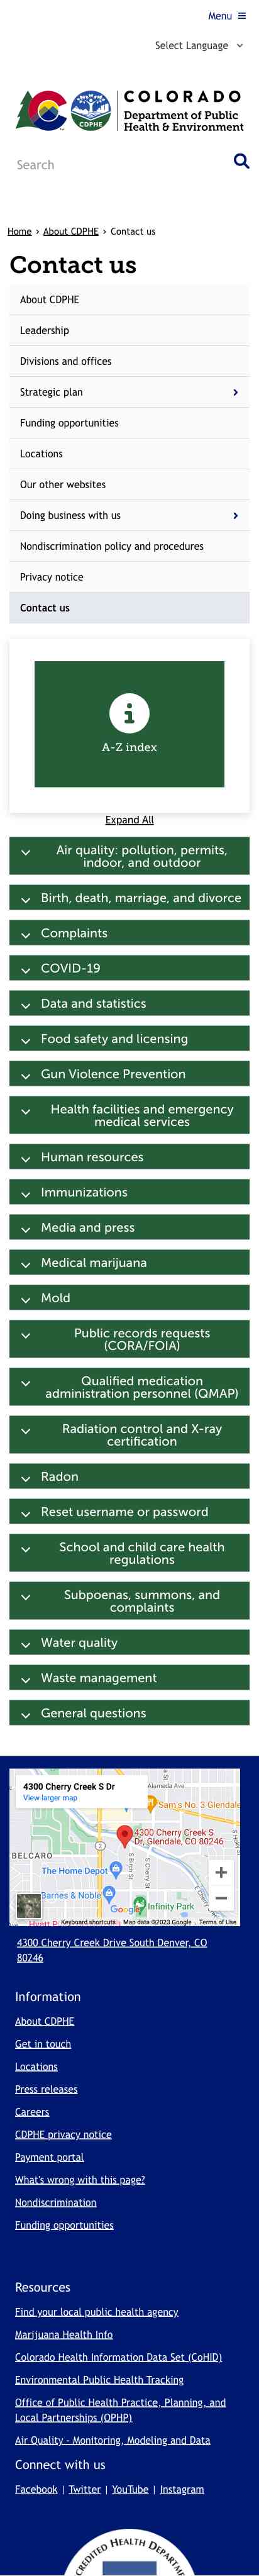 Menu
Select Language
COLORADO
Department of Public
Health & Environment
CDPHE
Search
Home > About CDPHE > Contact us
Contact us
About CDPHE
Leadership
Divisions and offices
Strategic plan
Funding opportunities
Locations
Our other websites
Doing business with us
Nondiscrimination policy and procedures
Privacy notice
Contact us
A-Z index
Expand All
Air quality: pollution, permits,
indoor, and outdoor
Birth, death, marriage, and divorce
Complaints
COVID-19
Data and statistics
Food safety and licensing
Gun Violence Prevention
Health facilities and emergency
medical services
Human resources
Immunizations
Media and press
Medical marijuana
Mold
Public records requests
(CORA/FOIA)
Qualified medication
administration personnel (QMAP)
Radiation control and X-ray
certification
Radon
Reset username or password
School and child care health
regulations
Subpoenas, summons, and
complaints
Water quality
Waste management
General questions
4300 Cherry Creek S Dr
View larger map
Alameda Ave
Sam's No. 3 Glendale
4300 Cherry Creek S
Dr, Glendale, CO 80246
BELCARO
The Home Depot
Barnes & Noble
S Birch St
S Cherry St
Infinity Park
Google
Hyatt P
Keyboard shortcuts
Map data ©2023 Google
Terms of Use
4300 Cherry Creek Drive South Denver, CO
80246
Information
About CDPHE
Get in touch
Locations
Press releases
Careers
CDPHE privacy notice
Payment portal
What's wrong with this page?
Nondiscrimination
Funding opportunities
Resources
Find your local public health agency
Marijuana Health Info
Colorado Health Information Data Set (CoHID)
Environmental Public Health Tracking
Office of Public Health Practice, Planning, and
Local Partnerships (OPHP)
Air Quality - Monitoring, Modeling and Data
Connect with us
Facebook | Twitter | YouTube | Instagram
CREDITED HEALTH DEPAR